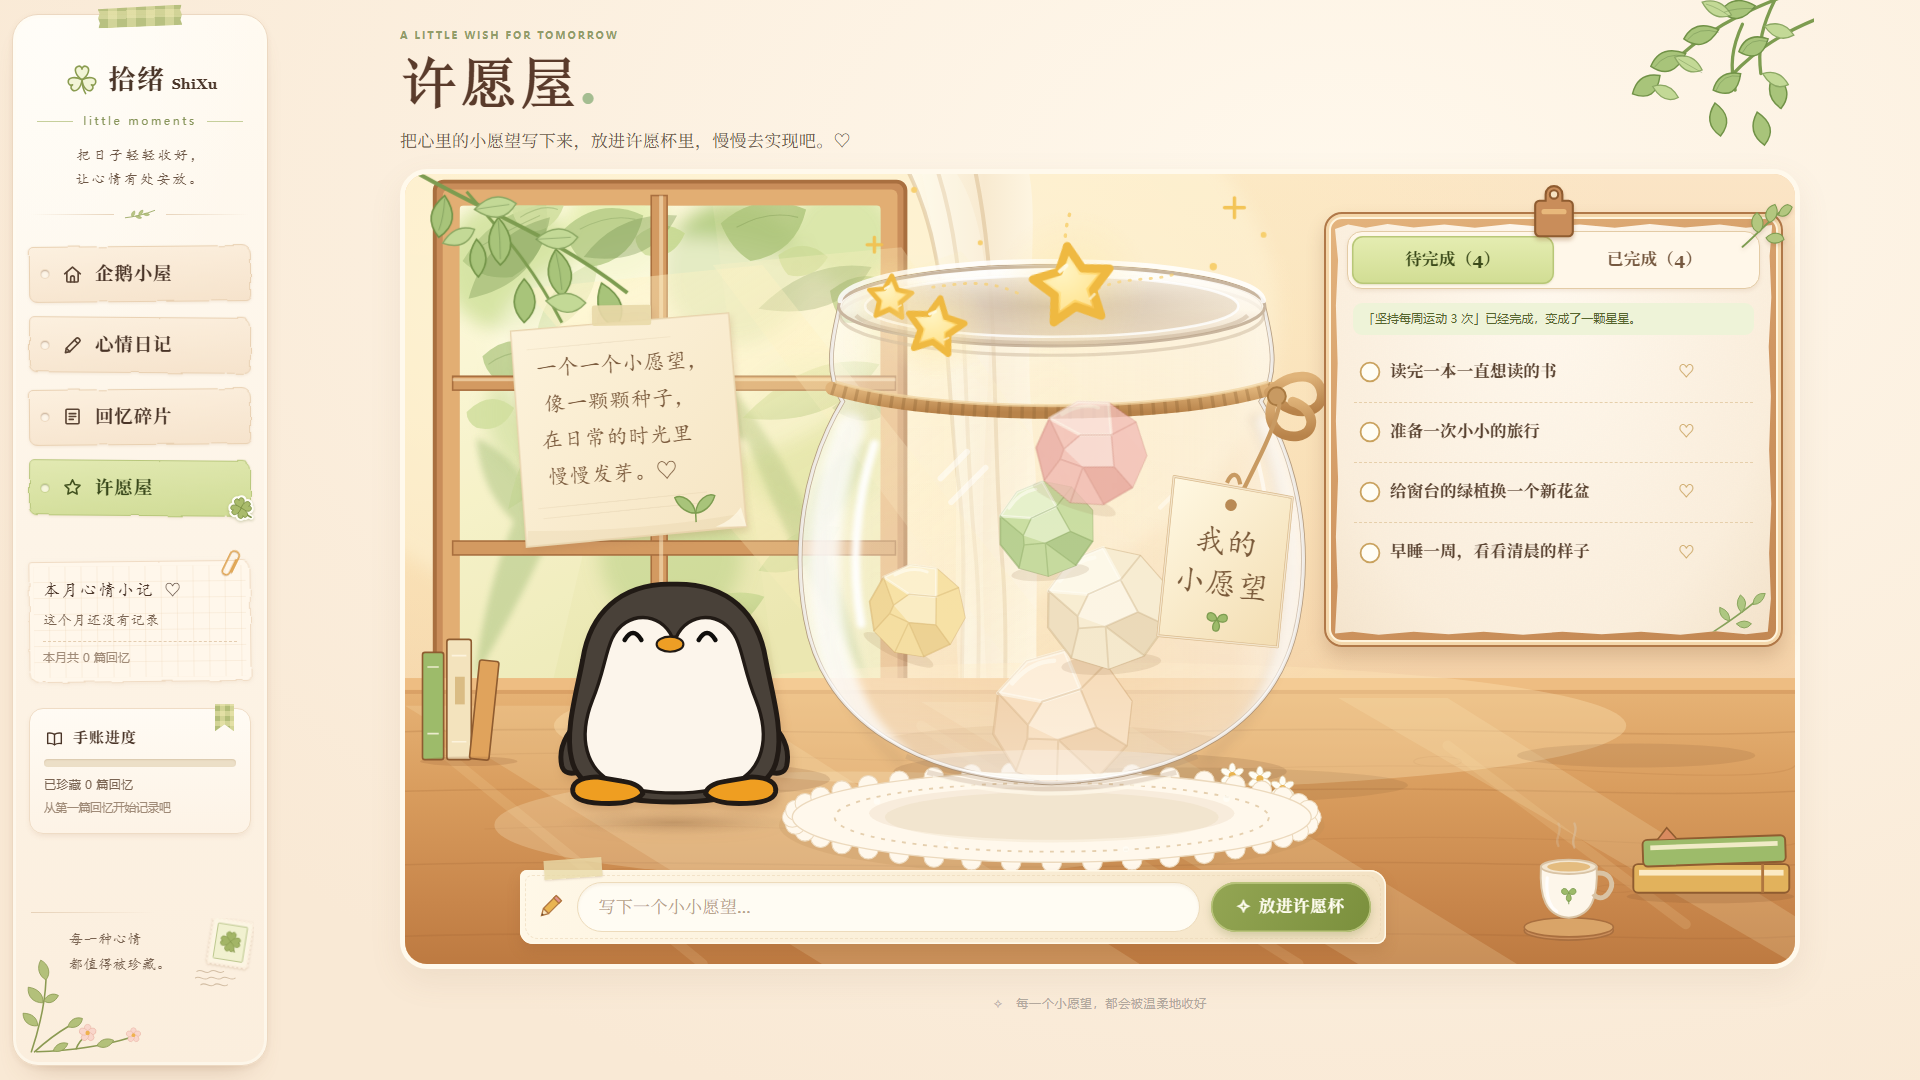 拾绪 ShiXu
little moments
把日子轻轻收好，
让心情有处安放。
企鹅小屋
心情日记
回忆碎片
许愿屋
本月心情小记 ♡
这个月还没有记录
本月共 0 篇回忆
手账进度
已珍藏 0 篇回忆
从第一篇回忆开始记录吧
每一种心情
都值得被珍藏。
A LITTLE WISH FOR TOMORROW
许愿屋
把心里的小愿望写下来，放进许愿杯里，慢慢去实现吧。♡
一个一个小愿望，
像一颗颗种子，
在日常的时光里
慢慢发芽。♡
我的
小愿望
待完成（4）
已完成（4）
「坚持每周运动 3 次」已经完成，变成了一颗星星。
读完一本一直想读的书
准备一次小小的旅行
给窗台的绿植换一个新花盆
早睡一周，看看清晨的样子
写下一个小小愿望...
放进许愿杯
每一个小愿望，都会被温柔地收好